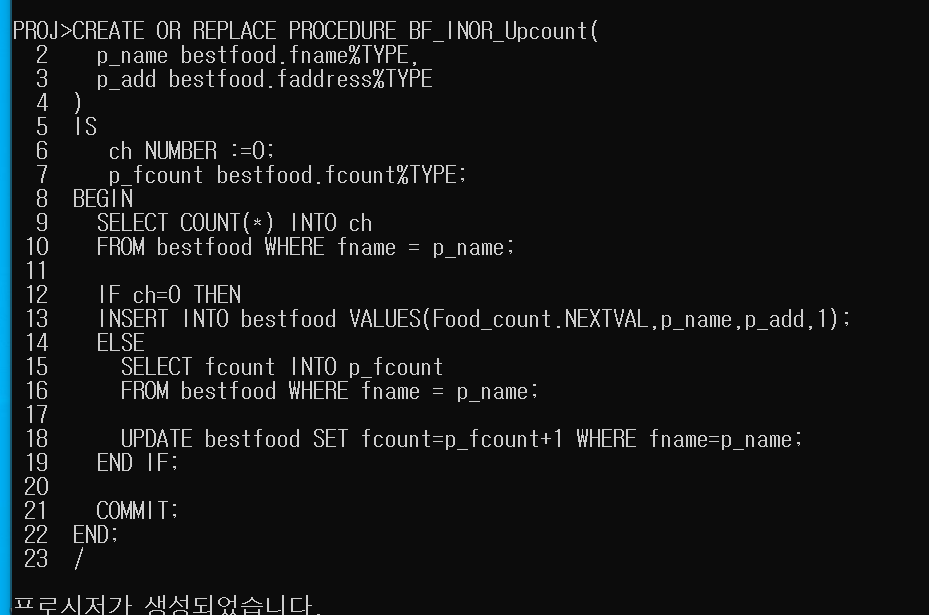 PROJ>CREATE OR REPLACE PROCEDURE BF_INOR_Upcount(
  2    p_name bestfood.fname%TYPE,
  3    p_add bestfood.faddress%TYPE
  4  )
  5  IS
  6     ch NUMBER :=0;
  7     p_fcount bestfood.fcount%TYPE;
  8  BEGIN
  9    SELECT COUNT(*) INTO ch
 10    FROM bestfood WHERE fname = p_name;
 11
 12    IF ch=0 THEN
 13    INSERT INTO bestfood VALUES(Food_count.NEXTVAL,p_name,p_add,1);
 14    ELSE
 15      SELECT fcount INTO p_fcount
 16      FROM bestfood WHERE fname = p_name;
 17
 18      UPDATE bestfood SET fcount=p_fcount+1 WHERE fname=p_name;
 19    END IF;
 20
 21    COMMIT;
 22  END;
 23  /
프로시저가 생성되었습니다.